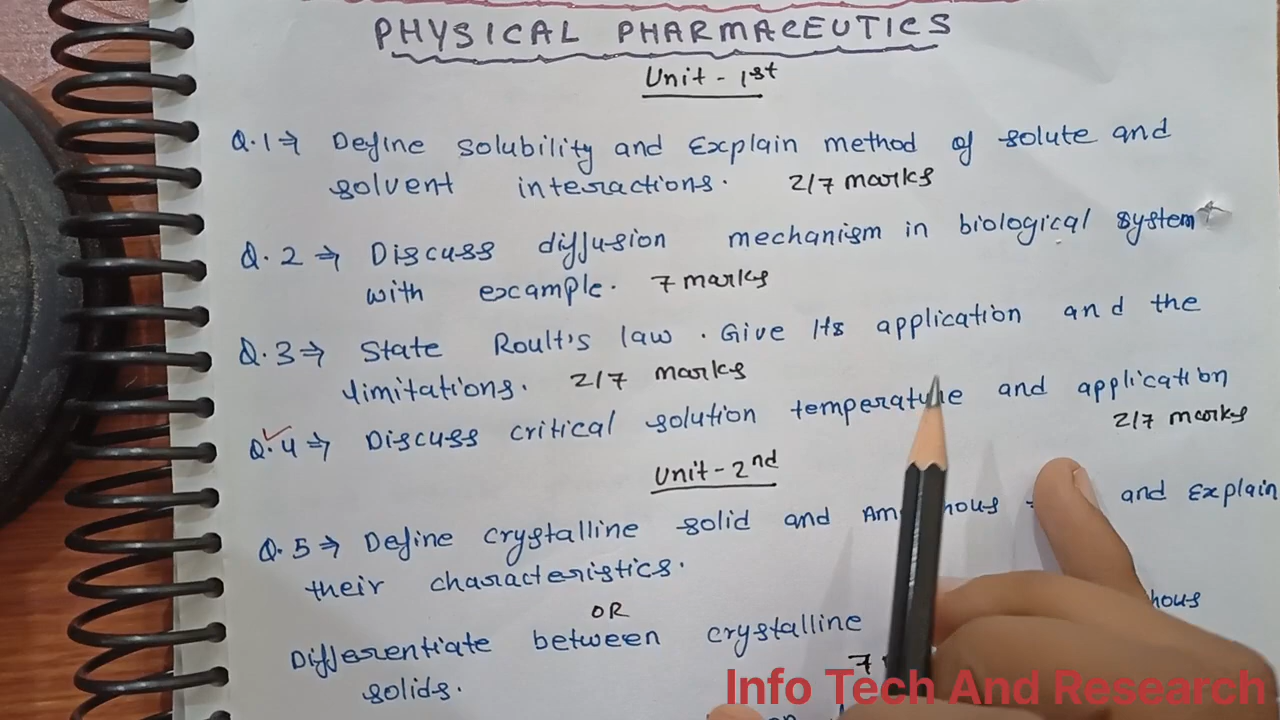 PHYSICAL PHARMACEUTICS
Unit - 1st
Q.1⇒ Define solubility and Explain method of solute and
solvent interactions. 2/7 marks
Q.2⇒ Discuss diffusion mechanism in biological system
with example. 7 marks
Q.3⇒ State Roult's law. Give Its application and the
limitations. 2/7 marks
Q.4⇒ Discuss critical solution temperature and application
2/7 marks
Unit - 2nd
Q.5⇒ Define crystalline solid and and Explain
their characteristics.
OR
Differentiate between crystalline
solids. 7
Info Tech And Research